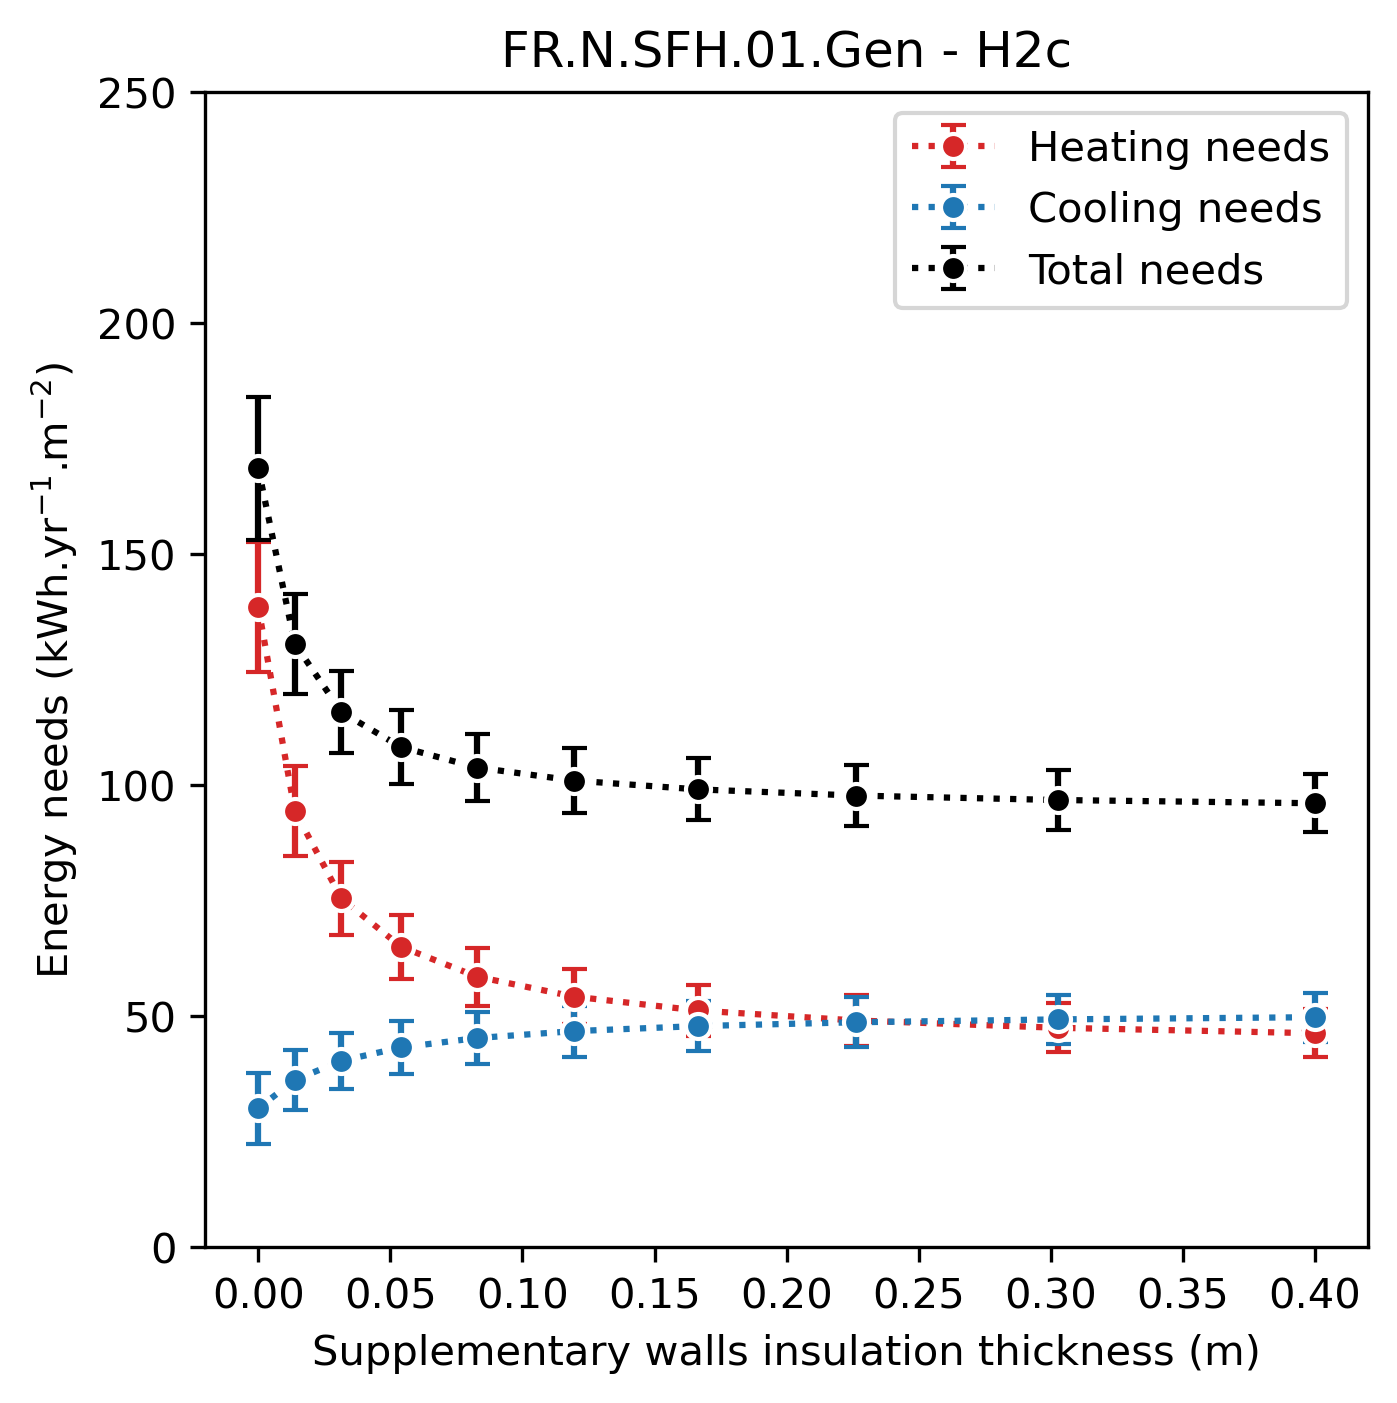 FR.N.SFH.01.Gen - H2c
250
200
150
100
50
0
Energy needs (kWh.yr⁻¹.m⁻²)
Heating needs
Cooling needs
Total needs
0.00 0.05 0.10 0.15 0.20 0.25 0.30 0.35 0.40
Supplementary walls insulation thickness (m)